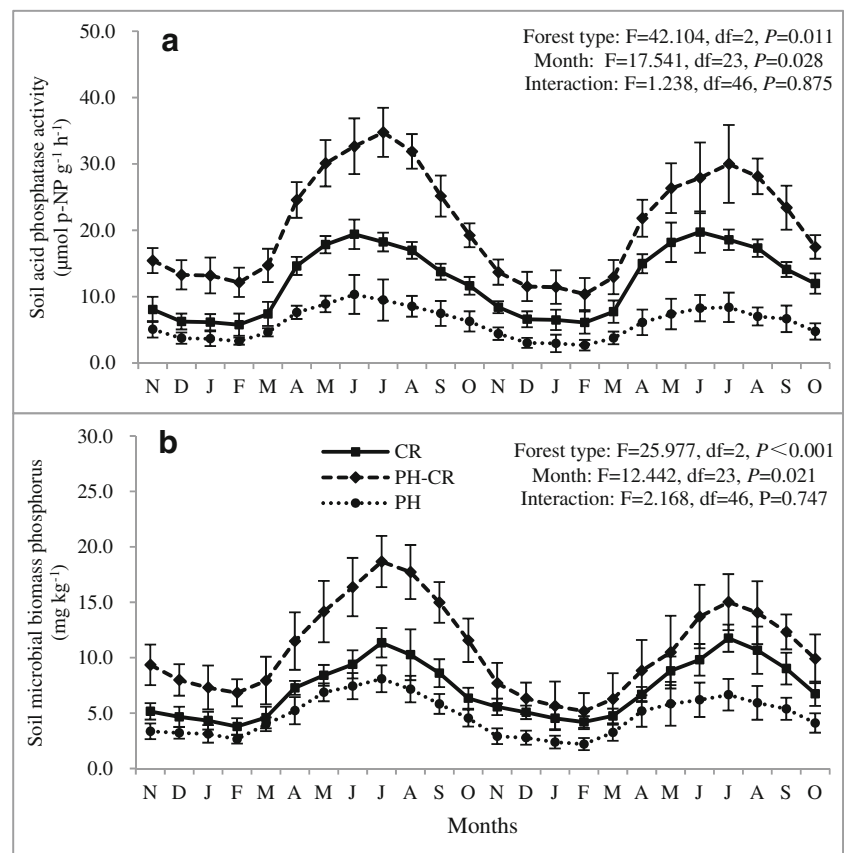 a
Forest type: F=42.104, df=2, P=0.011
Month: F=17.541, df=23, P=0.028
Interaction: F=1.238, df=46, P=0.875
Soil acid phosphatase activity
(μmol p-NP g⁻¹ h⁻¹)
50.0
40.0
30.0
20.0
10.0
0.0
N D J F M A M J J A S O N D J F M A M J J A S O
b
CR
PH-CR
PH
Forest type: F=25.977, df=2, P<0.001
Month: F=12.442, df=23, P=0.021
Interaction: F=2.168, df=46, P=0.747
Soil microbial biomass phosphorus
(mg kg⁻¹)
30.0
25.0
20.0
15.0
10.0
5.0
0.0
N D J F M A M J J A S O N D J F M A M J J A S O
Months